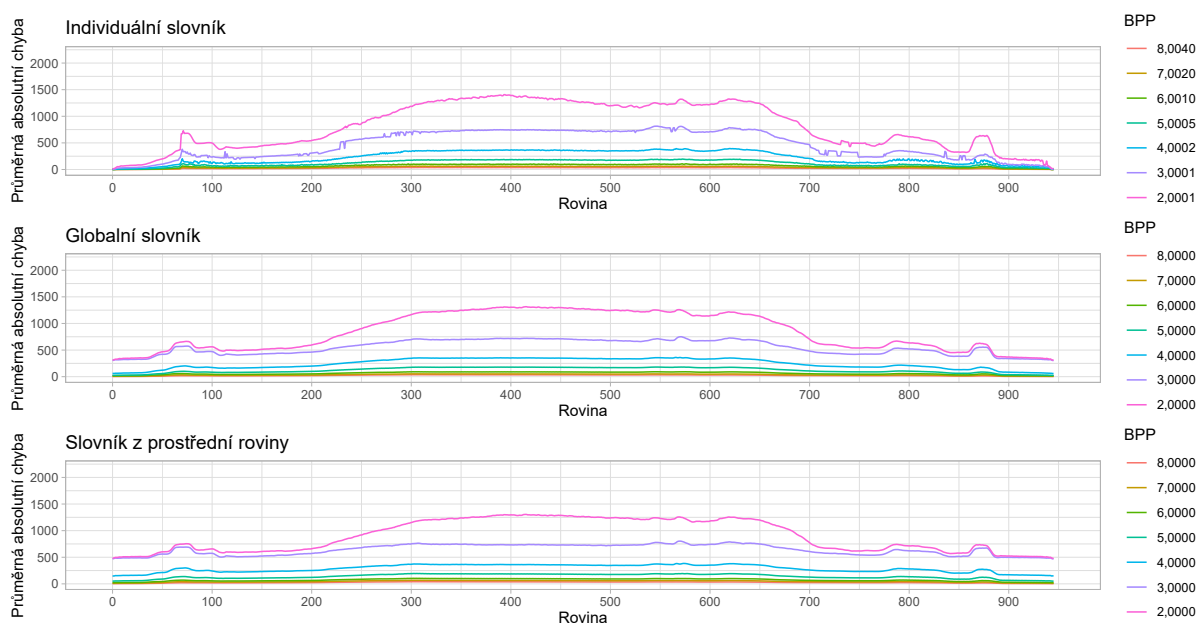 Individuální slovník
Průměrná absolutní chyba
2000
1500
1000
500
0
0 100 200 300 400 500 600 700 800 900
Rovina
BPP
8,0040
7,0020
6,0010
5,0005
4,0002
3,0001
2,0001
Globalní slovník
Průměrná absolutní chyba
2000
1500
1000
500
0
0 100 200 300 400 500 600 700 800 900
Rovina
BPP
8,0000
7,0000
6,0000
5,0000
4,0000
3,0000
2,0000
Slovník z prostřední roviny
Průměrná absolutní chyba
2000
1500
1000
500
0
0 100 200 300 400 500 600 700 800 900
Rovina
BPP
8,0000
7,0000
6,0000
5,0000
4,0000
3,0000
2,0000